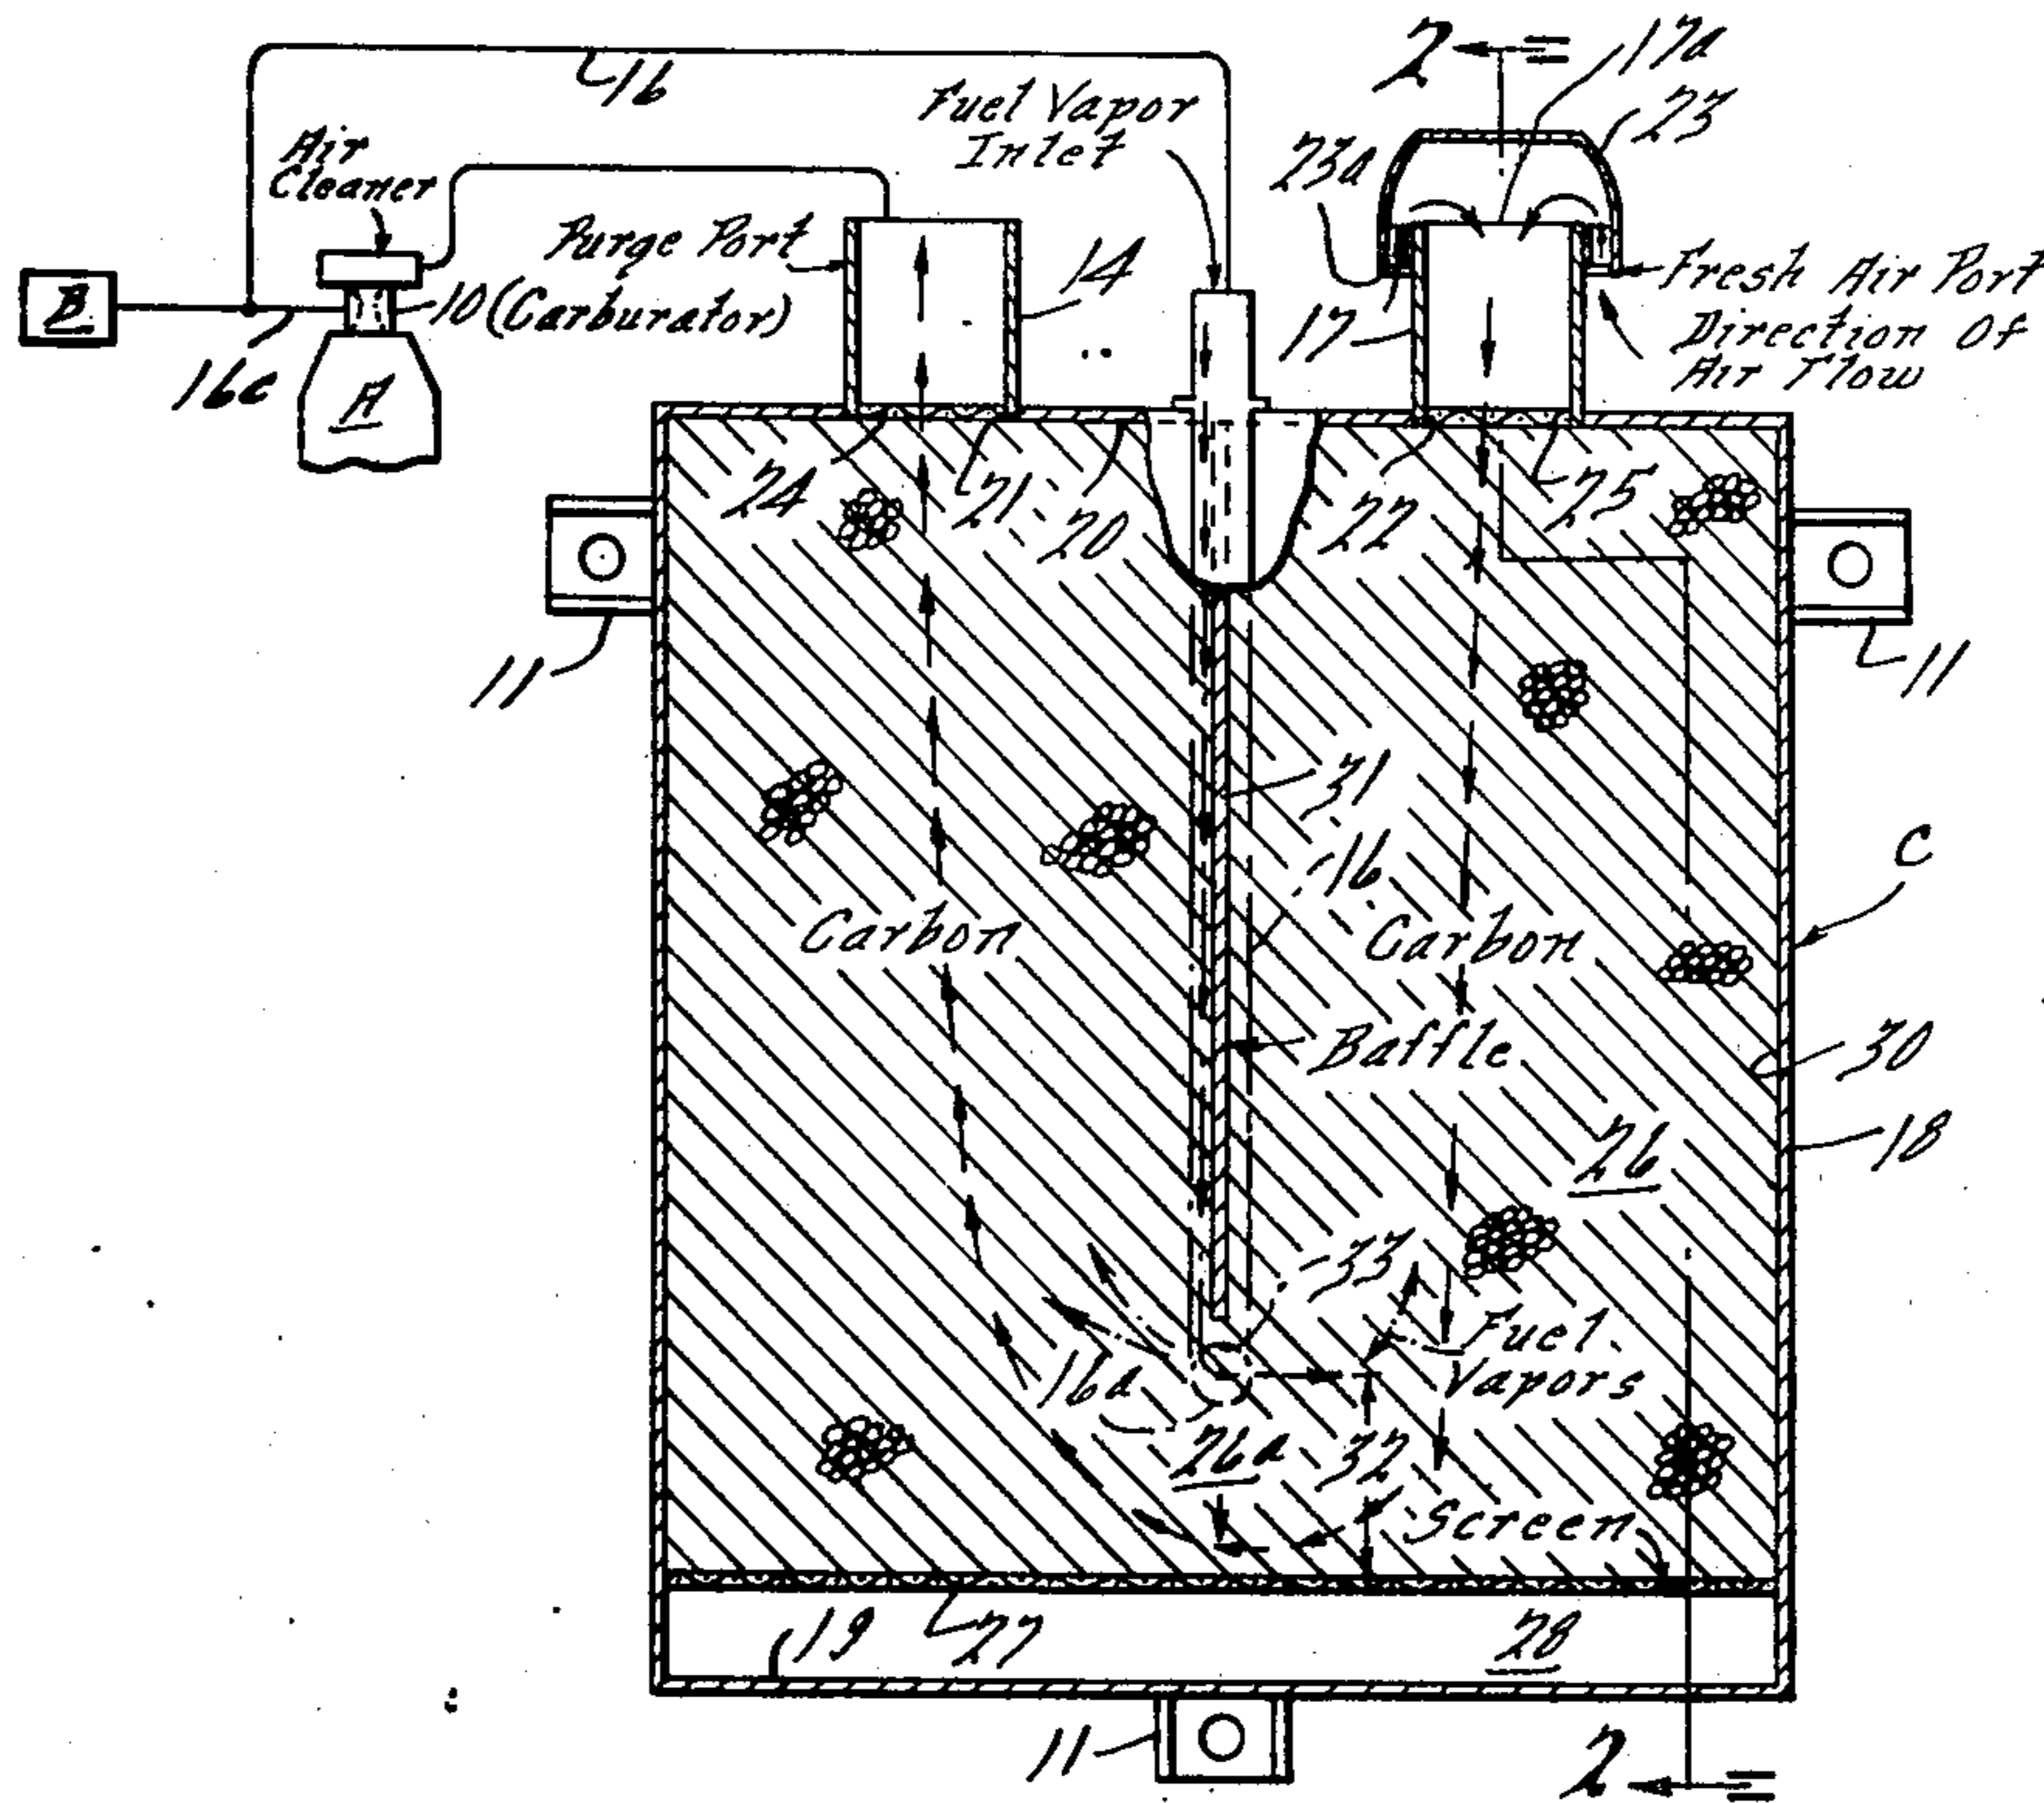 16
Air
Cleaner
Fuel Vapor
Inlet
2
17a
23
23a
Purge Port
14
B
10 (Carburator)
16c
A
17
Fresh Air Port
Direction Of
Air Flow
24
21
20
22
25
11
11
31
16
C
Carbon
Carbon
Baffle
30
18
26
33
Fuel
Vapors
16a
26a
32
Screen
19
27
28
11
2